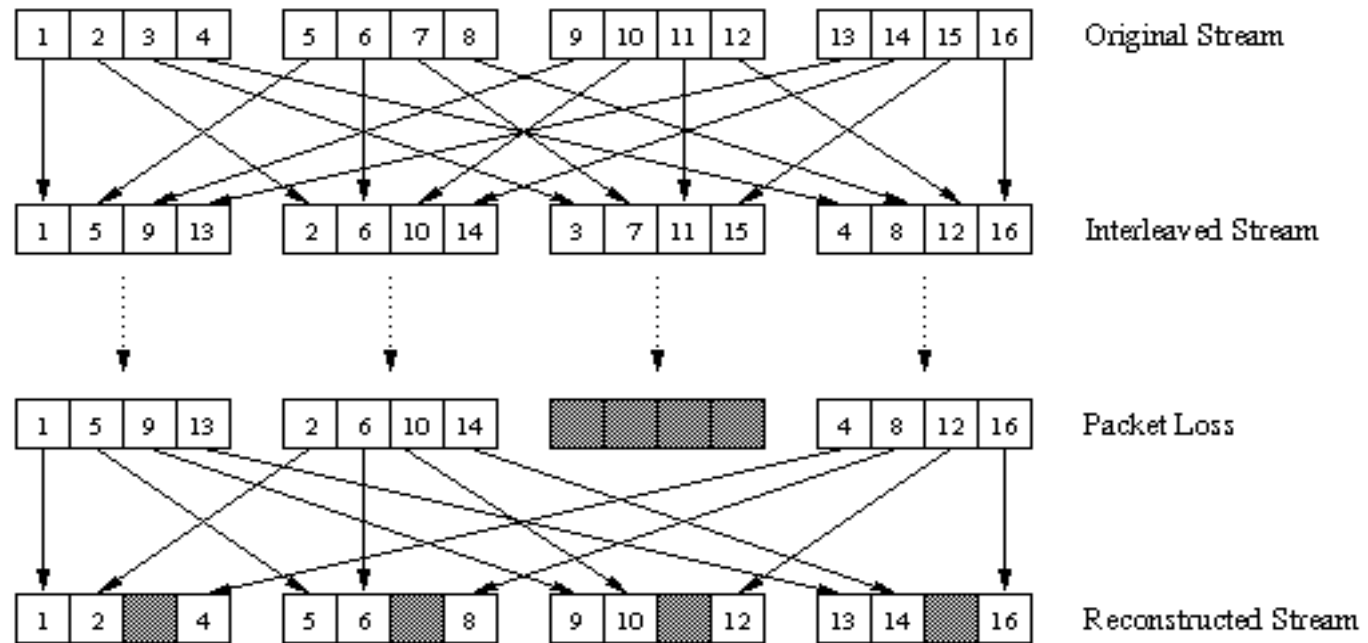 1 2 3 4 5 6 7 8 9 10 11 12 13 14 15 16 Original Stream
1 5 9 13 2 6 10 14 3 7 11 15 4 8 12 16 Interleaved Stream
1 5 9 13 2 6 10 14 4 8 12 16 Packet Loss
1 2 4 5 6 8 9 10 12 13 14 16 Reconstructed Stream